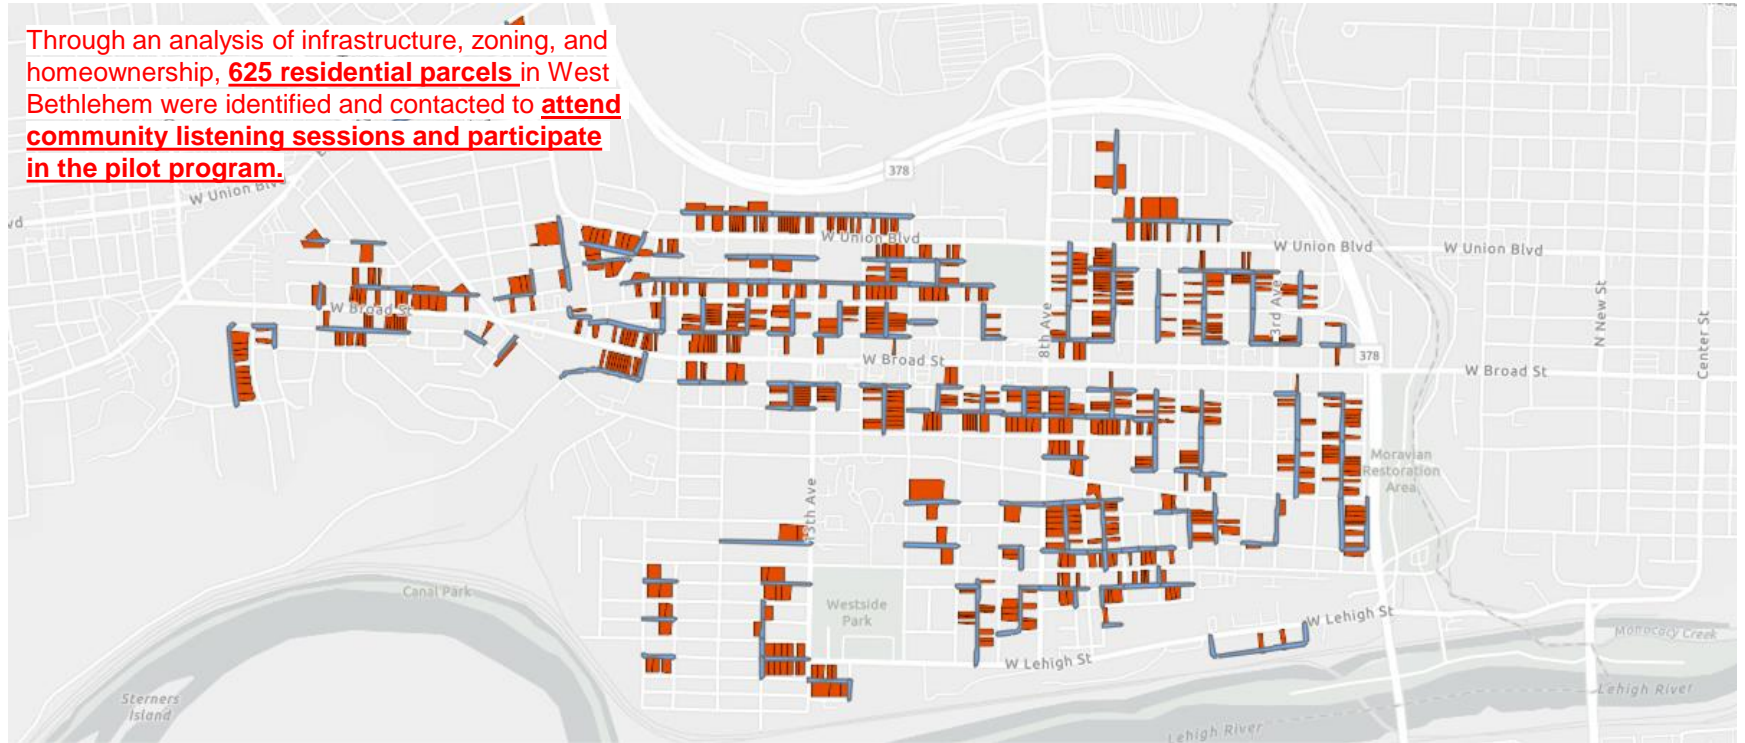 Through an analysis of infrastructure, zoning, and
homeownership, 625 residential parcels in West
Bethlehem were identified and contacted to attend
community listening sessions and participate
in the pilot program.
W Union Blvd
vd
378
W Union Blvd
W Union Blvd
W Union Blvd
3rd Ave
W Broad St
8th Ave
W Broad St
378
W Broad St
N New St
Center St
Moravian
Restoration
Area
13th Ave
Canal Park
Westside
Park
W Lehigh St
W Lehigh St
Monocacy Creek
Sterners
Island
Lehigh River
Lehigh River